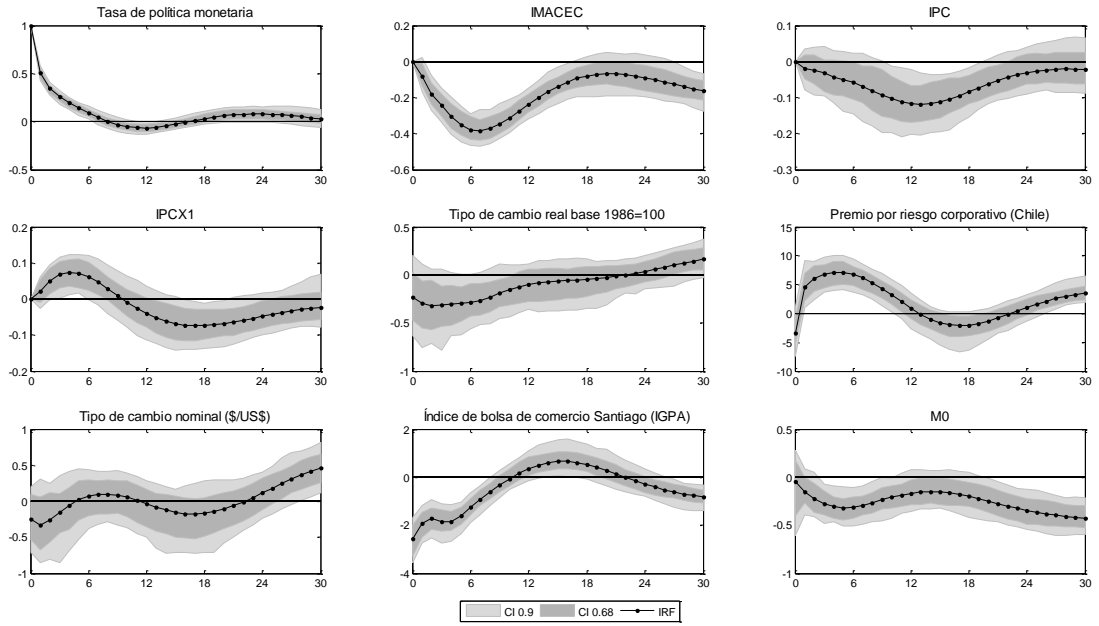 Tasa de política monetaria
1
0.5
0
-0.5
0 6 12 18 24 30
IMACEC
0.2
0
-0.2
-0.4
-0.6
0 6 12 18 24 30
IPC
0.1
0
-0.1
-0.2
-0.3
0 6 12 18 24 30
IPCX1
0.2
0.1
0
-0.1
-0.2
0 6 12 18 24 30
Tipo de cambio real base 1986=100
0.5
0
-0.5
-1
0 6 12 18 24 30
Premio por riesgo corporativo (Chile)
15
10
5
0
-5
-10
0 6 12 18 24 30
Tipo de cambio nominal ($/US$)
1
0.5
0
-0.5
-1
0 6 12 18 24 30
Índice de bolsa de comercio Santiago (IGPA)
2
0
-2
-4
0 6 12 18 24 30
M0
0.5
0
-0.5
-1
0 6 12 18 24 30
CI 0.9 CI 0.68 IRF